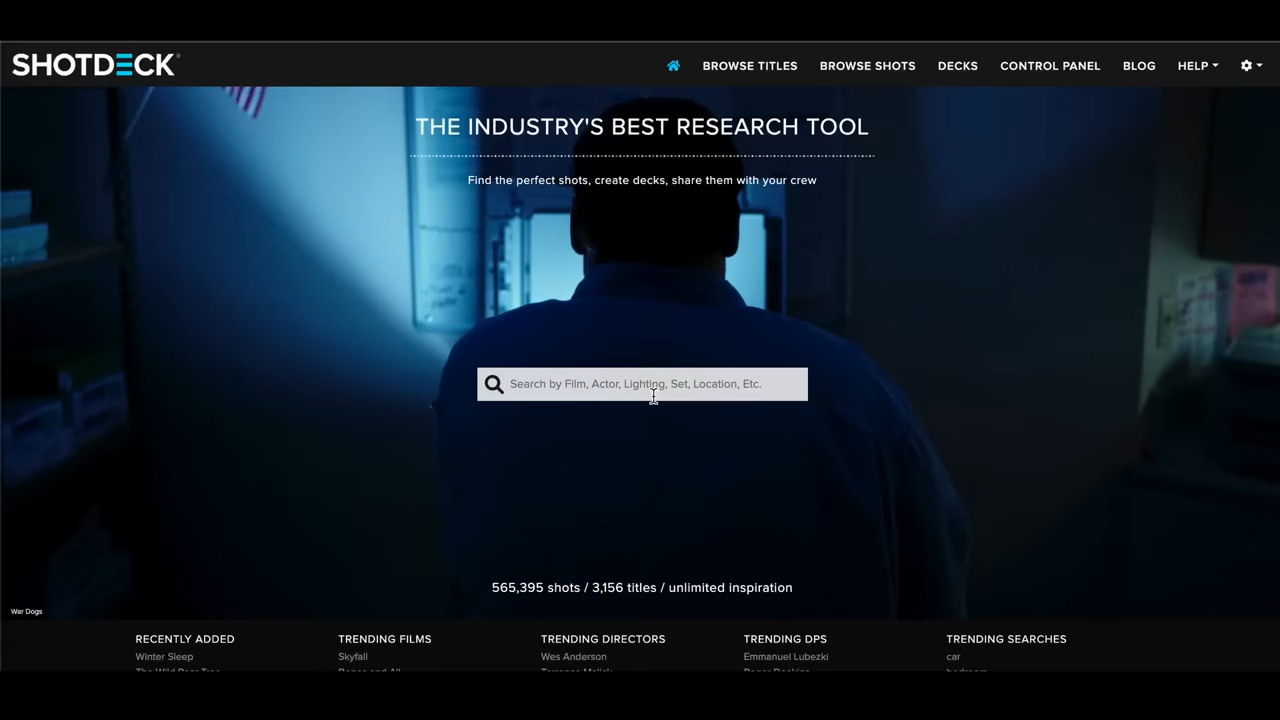 SHOTDECK
BROWSE TITLES
BROWSE SHOTS
DECKS
CONTROL PANEL
BLOG
HELP
THE INDUSTRY'S BEST RESEARCH TOOL
Find the perfect shots, create decks, share them with your crew
Search by Film, Actor, Lighting, Set, Location, Etc.
565,395 shots / 3,156 titles / unlimited inspiration
War Dogs
RECENTLY ADDED
Winter Sleep
TRENDING FILMS
Skyfall
TRENDING DIRECTORS
Wes Anderson
TRENDING DPS
Emmanuel Lubezki
TRENDING SEARCHES
car